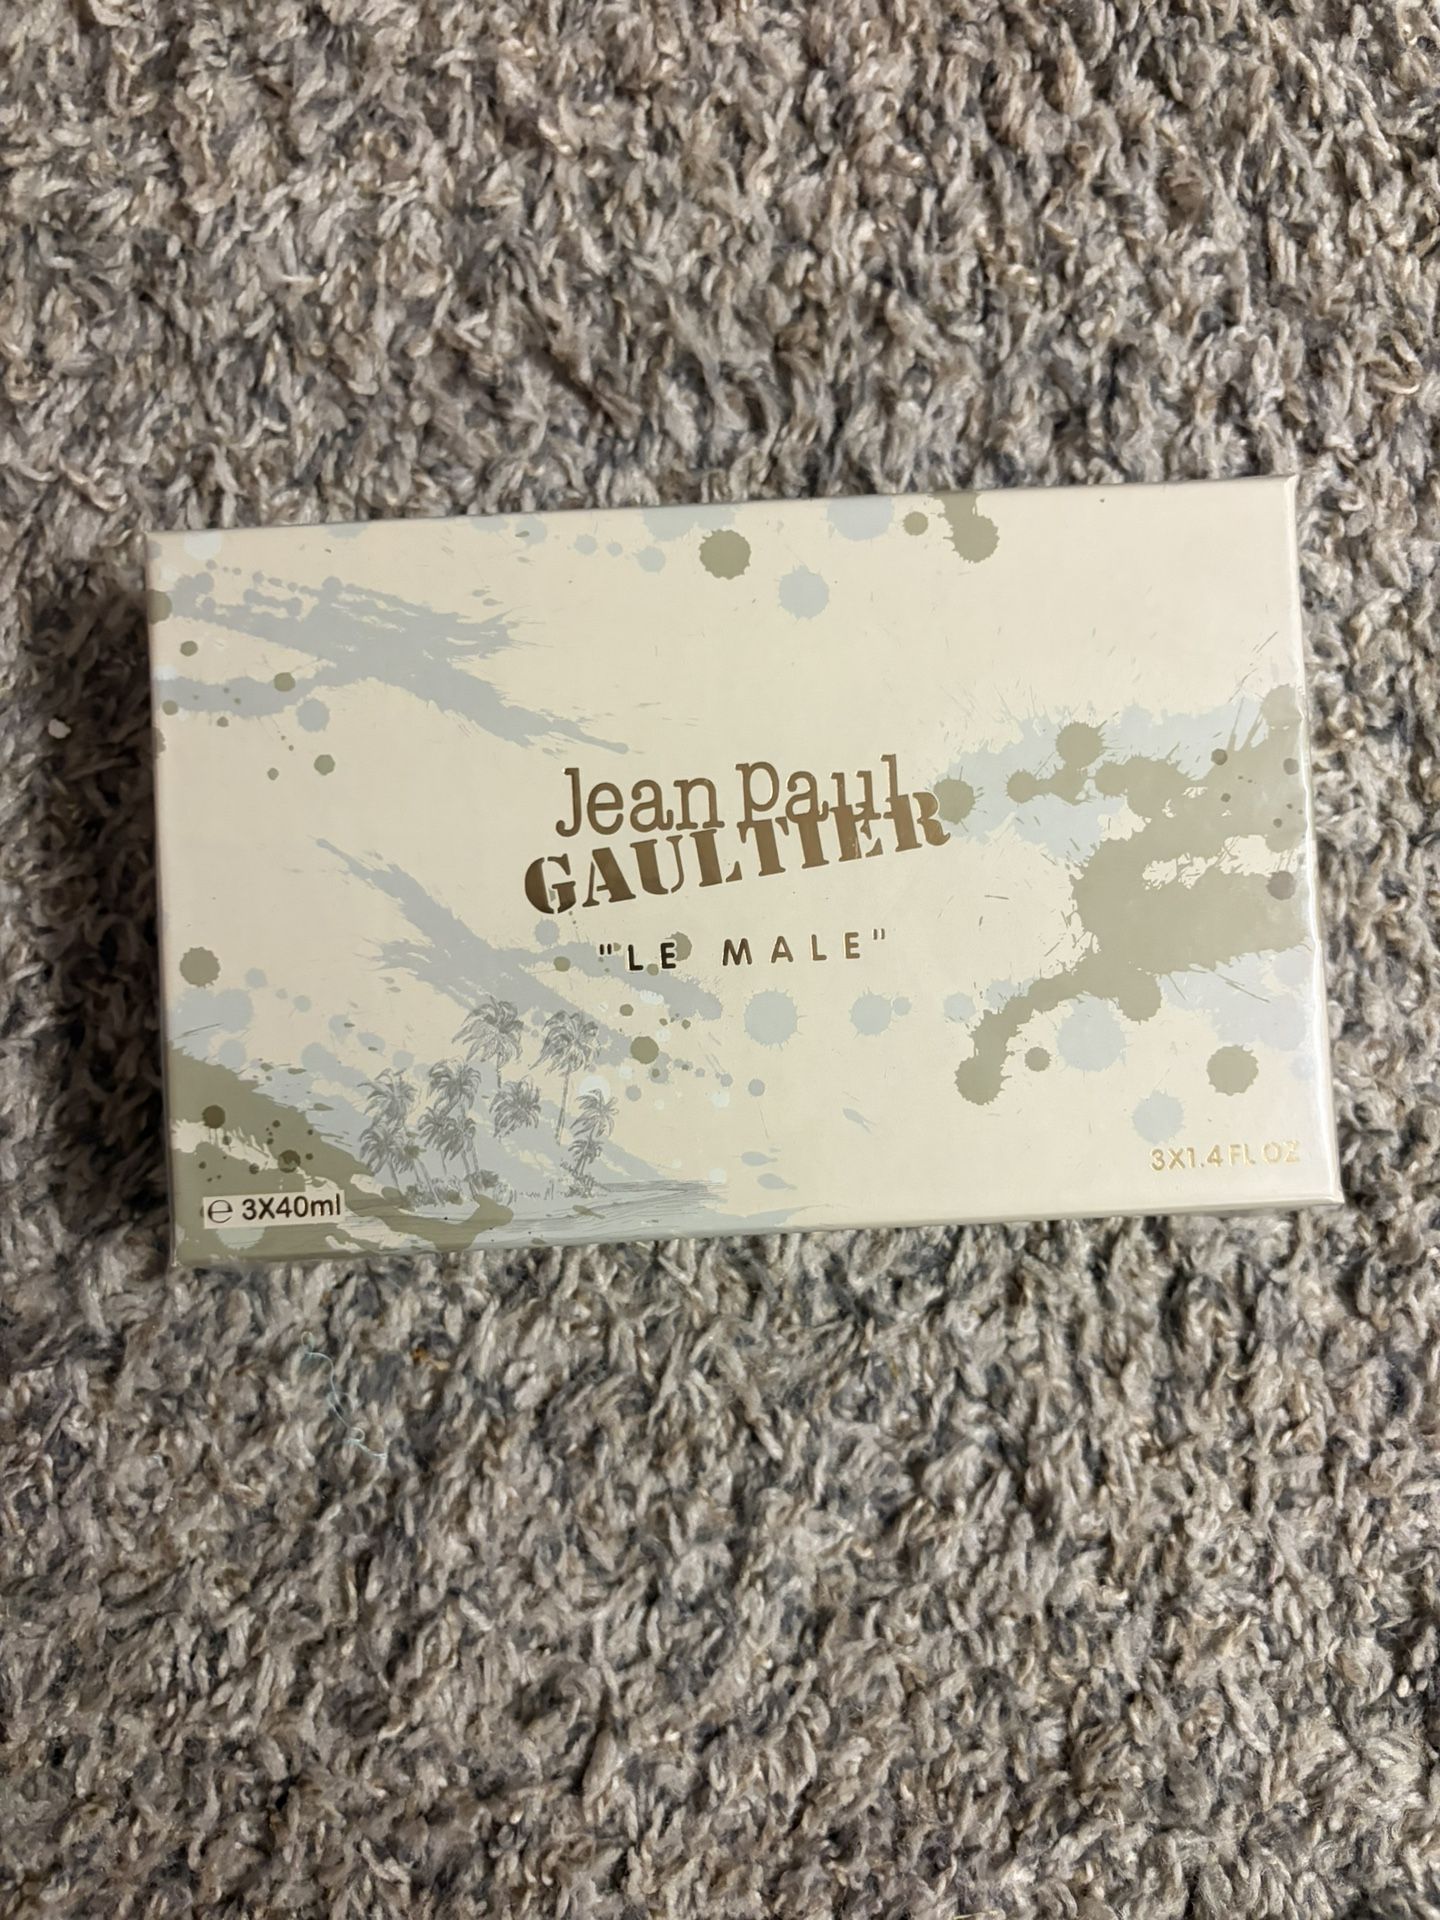 Jean Paul
GAULTIER
"LE MALE"
3X1.4 FL OZ
℮ 3X40ml